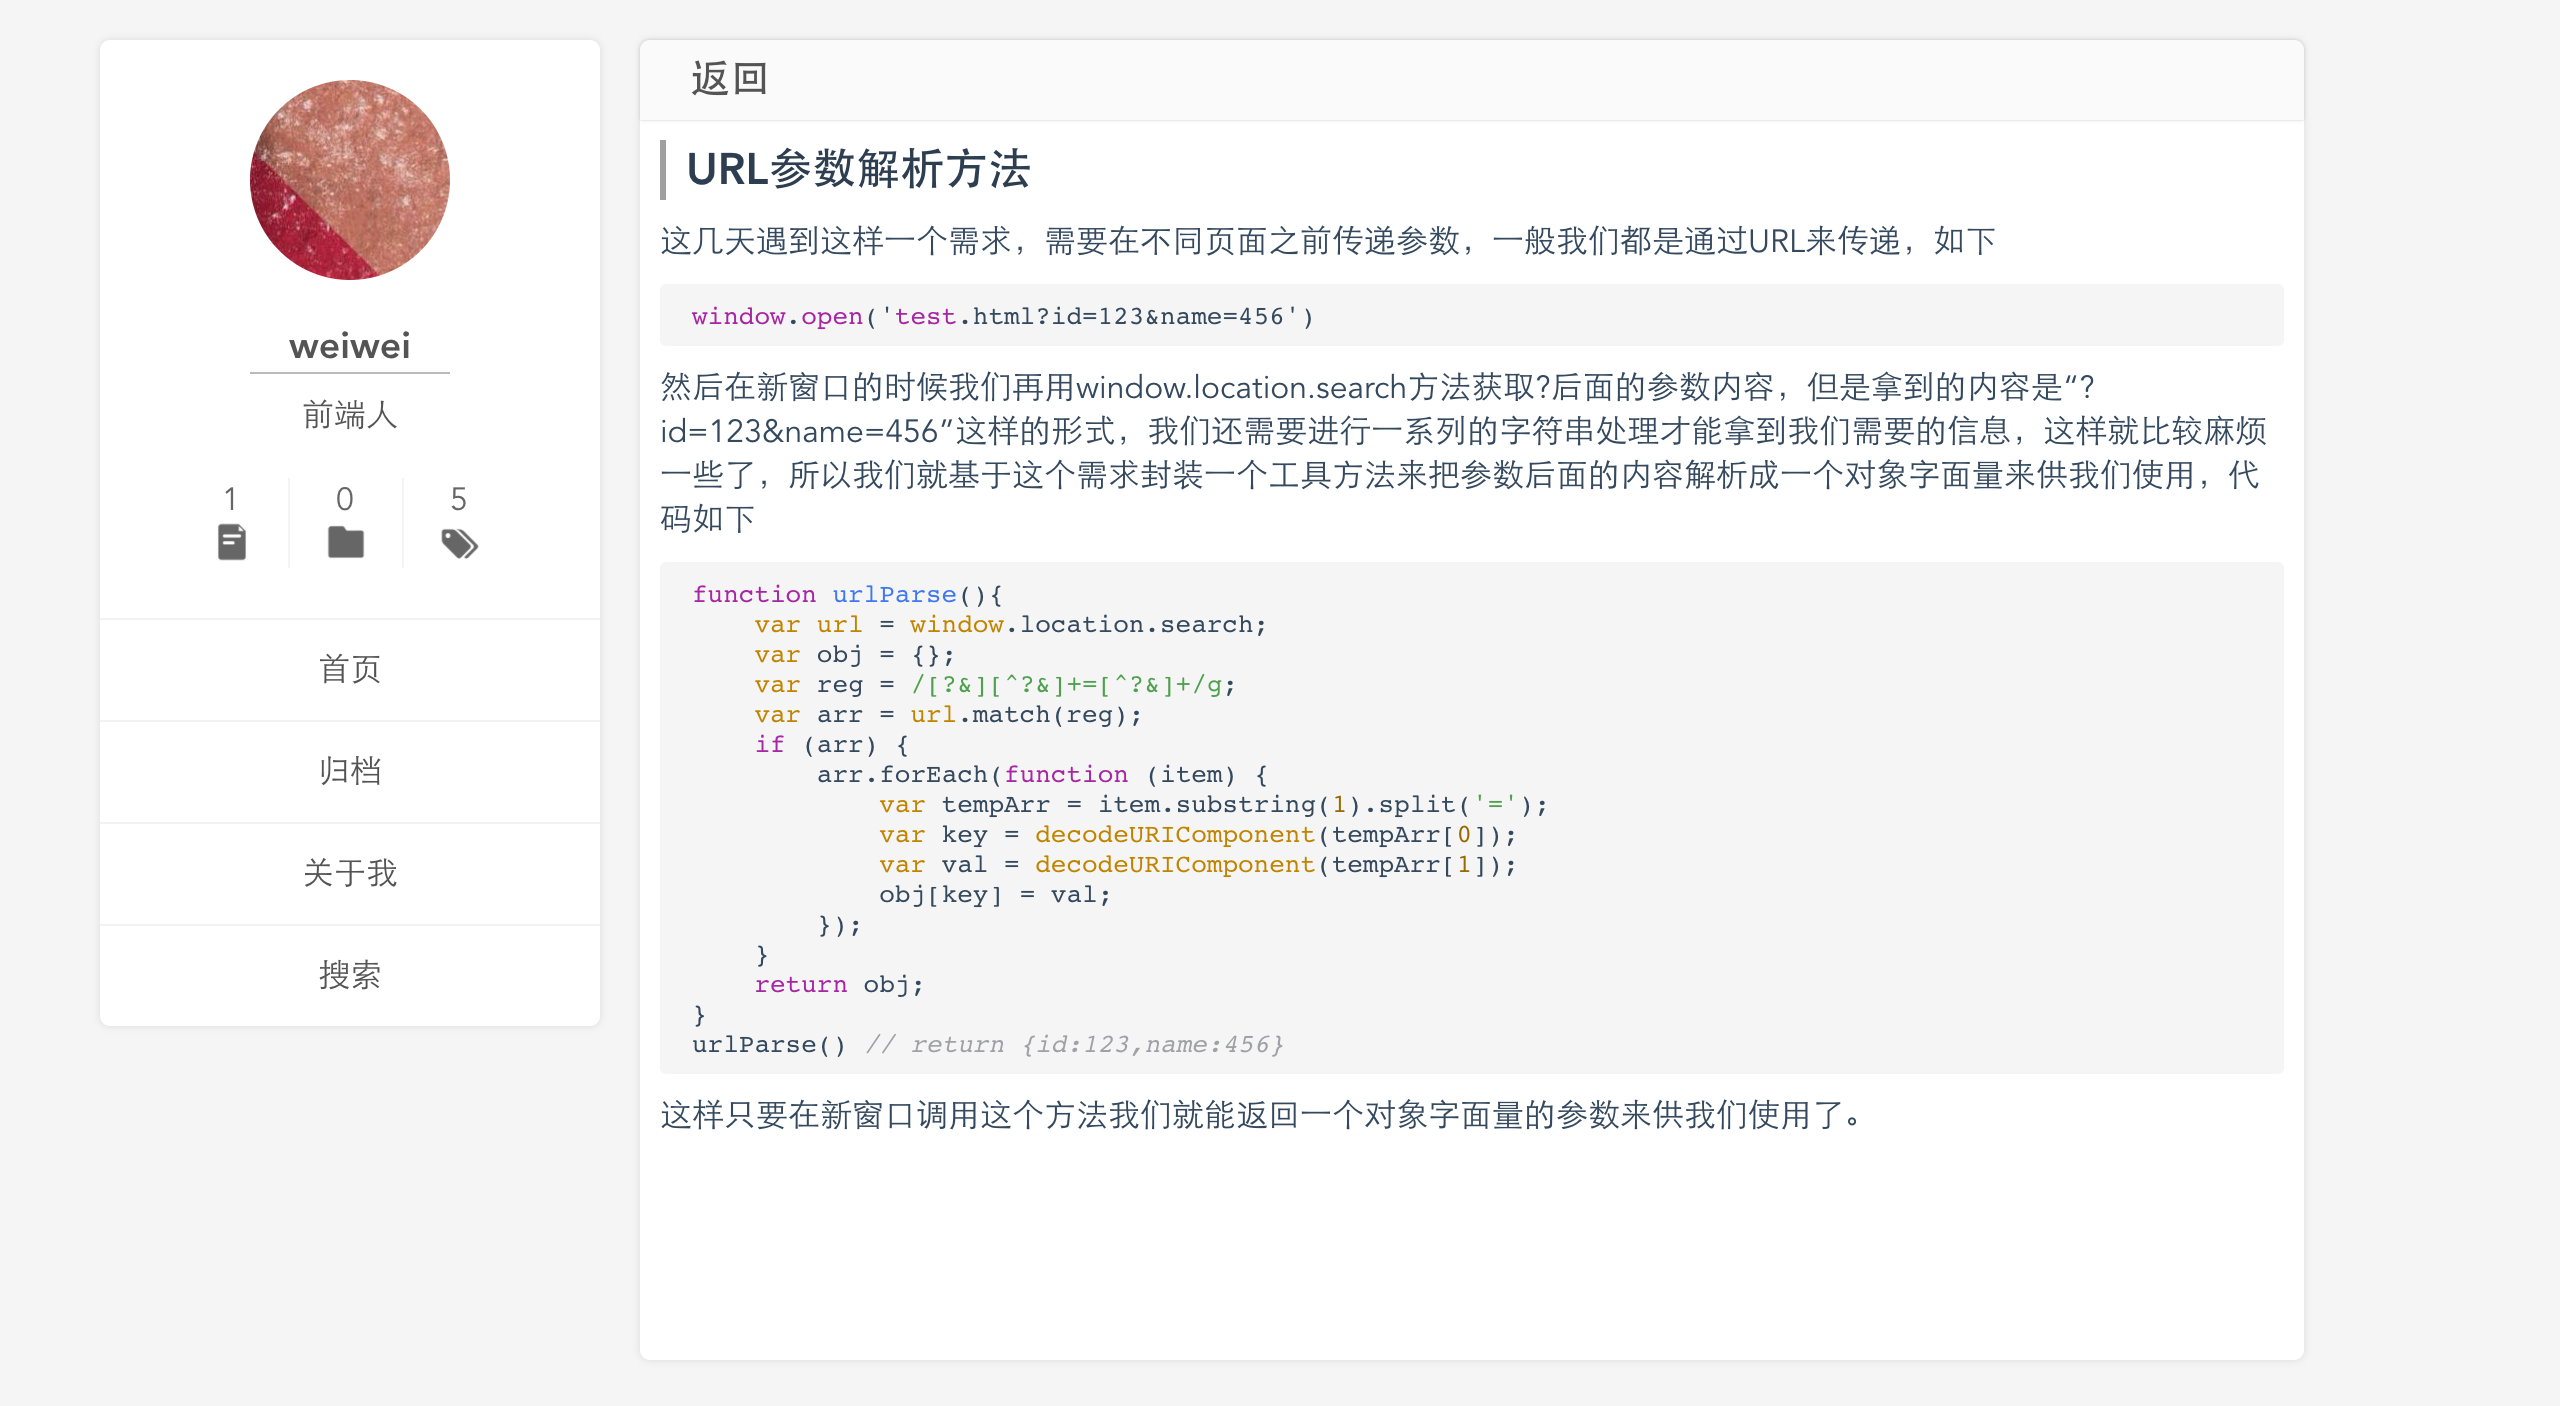 weiwei
前端人
1
0
5
首页
归档
关于我
搜索
返回
URL参数解析方法
这几天遇到这样一个需求，需要在不同页面之前传递参数，一般我们都是通过URL来传递，如下
window.open('test.html?id=123&name=456')
然后在新窗口的时候我们再用window.location.search方法获取?后面的参数内容，但是拿到的内容是“?
id=123&name=456”这样的形式，我们还需要进行一系列的字符串处理才能拿到我们需要的信息，这样就比较麻烦
一些了，所以我们就基于这个需求封装一个工具方法来把参数后面的内容解析成一个对象字面量来供我们使用，代
码如下
function urlParse(){
    var url = window.location.search;
    var obj = {};
    var reg = /[?&][^?&]+=[^?&]+/g;
    var arr = url.match(reg);
    if (arr) {
        arr.forEach(function (item) {
            var tempArr = item.substring(1).split('=');
            var key = decodeURIComponent(tempArr[0]);
            var val = decodeURIComponent(tempArr[1]);
            obj[key] = val;
        });
    }
    return obj;
}
urlParse() // return {id:123,name:456}
这样只要在新窗口调用这个方法我们就能返回一个对象字面量的参数来供我们使用了。